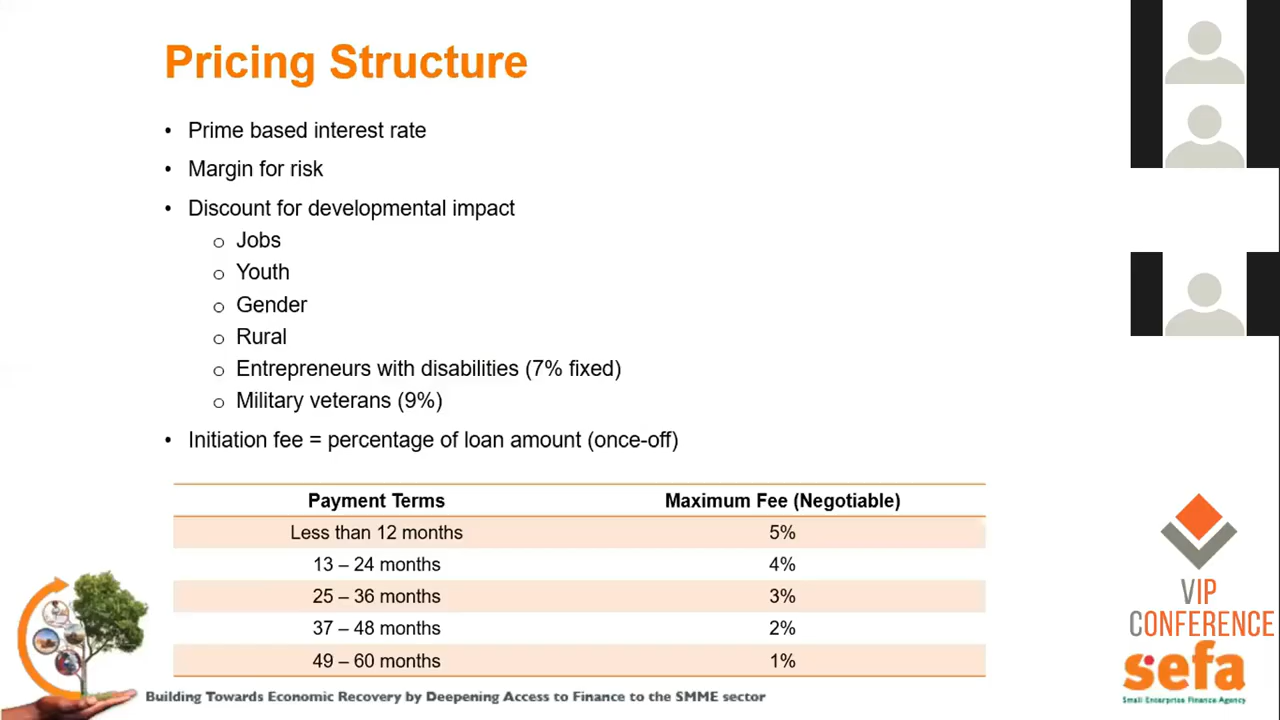 Pricing Structure
• Prime based interest rate
• Margin for risk
• Discount for developmental impact
o Jobs
o Youth
o Gender
o Rural
o Entrepreneurs with disabilities (7% fixed)
o Military veterans (9%)
• Initiation fee = percentage of loan amount (once-off)
Payment Terms Maximum Fee (Negotiable)
Less than 12 months 5%
13 – 24 months 4%
25 – 36 months 3%
37 – 48 months 2%
49 – 60 months 1%
VIP
CONFERENCE
sefa
Small Enterprise Finance Agency
Building Towards Economic Recovery by Deepening Access to Finance to the SMME sector